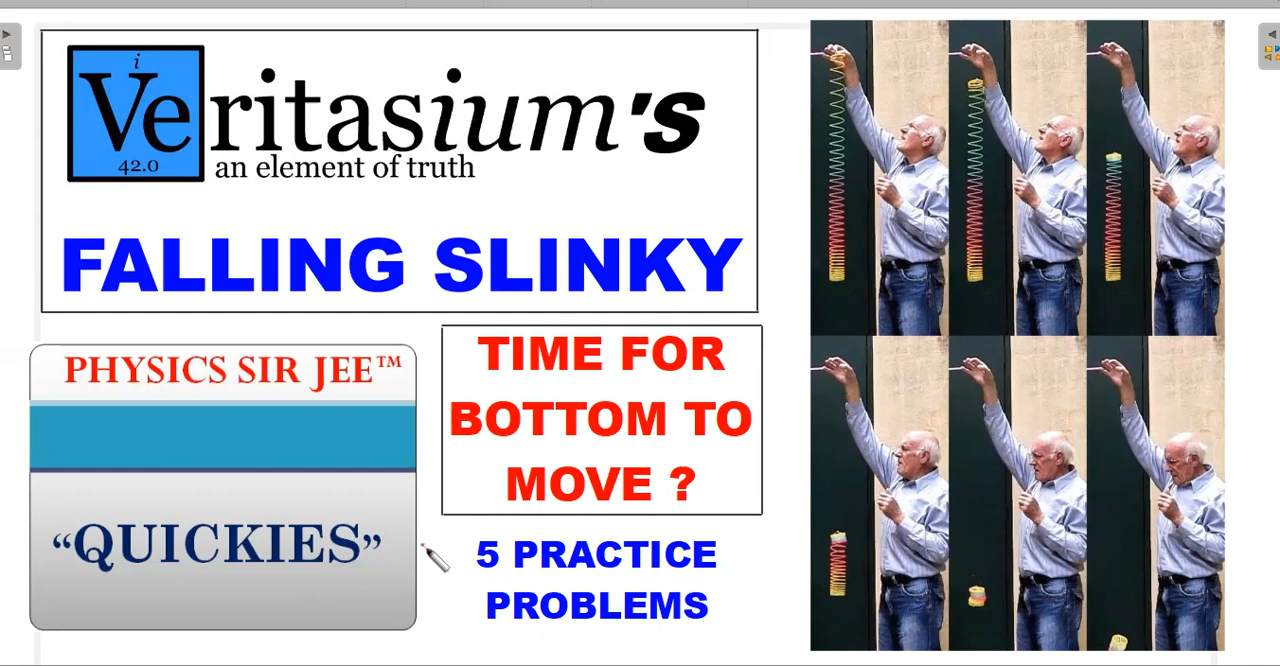 i
Veritasium's
42.0
an element of truth
FALLING SLINKY
PHYSICS SIR JEE™
“QUICKIES”
TIME FOR
BOTTOM TO
MOVE ?
5 PRACTICE
PROBLEMS